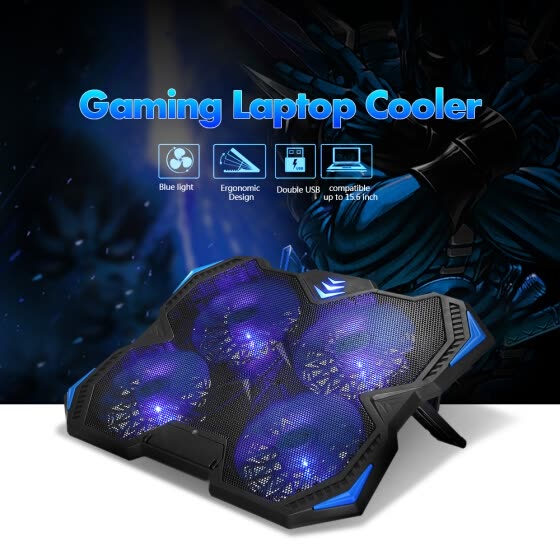 Gaming Laptop Cooler
Blue light
Ergonomic
Design
Double USB
compatible
up to 15.6 inch